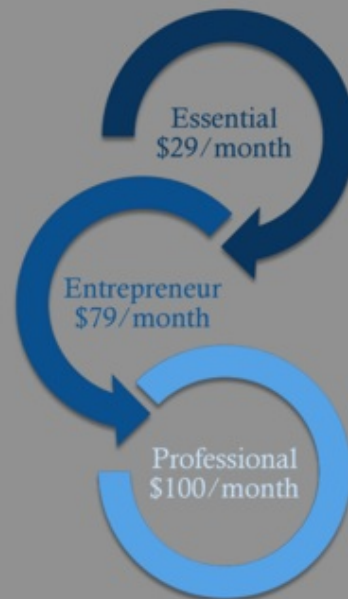 Essential
$29/month
Entrepreneur
$79/month
Professional
$100/month